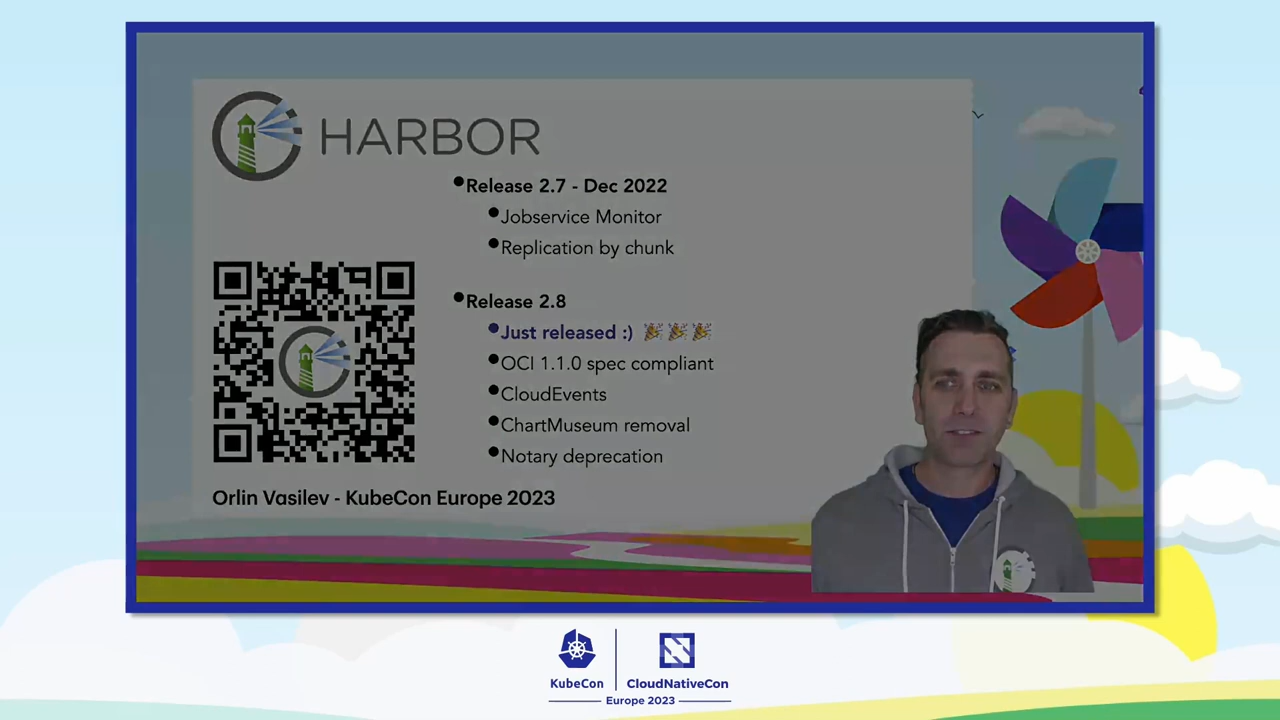 HARBOR
Release 2.7 - Dec 2022
Jobservice Monitor
Replication by chunk
Release 2.8
Just released :) 🎉🎉🎉
OCI 1.1.0 spec compliant
CloudEvents
ChartMuseum removal
Notary deprecation
Orlin Vasilev - KubeCon Europe 2023
KubeCon
CloudNativeCon
Europe 2023